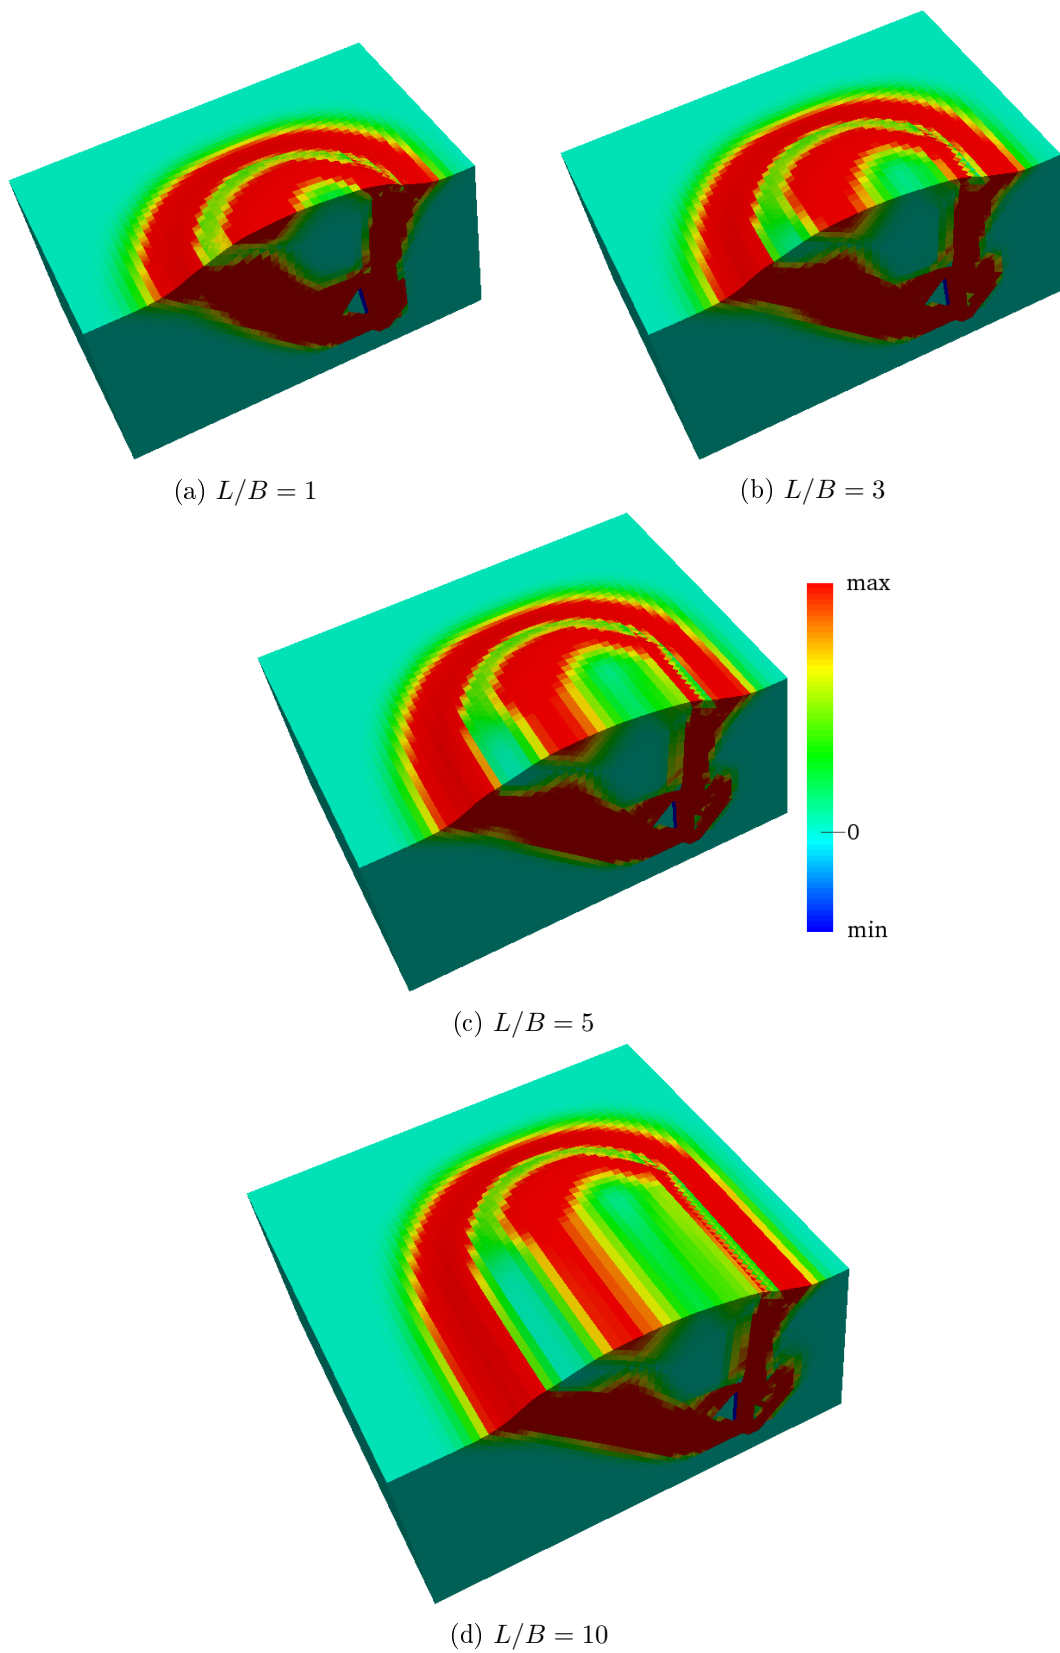 (a) L/B = 1
(b) L/B = 3
max
0
min
(c) L/B = 5
(d) L/B = 10